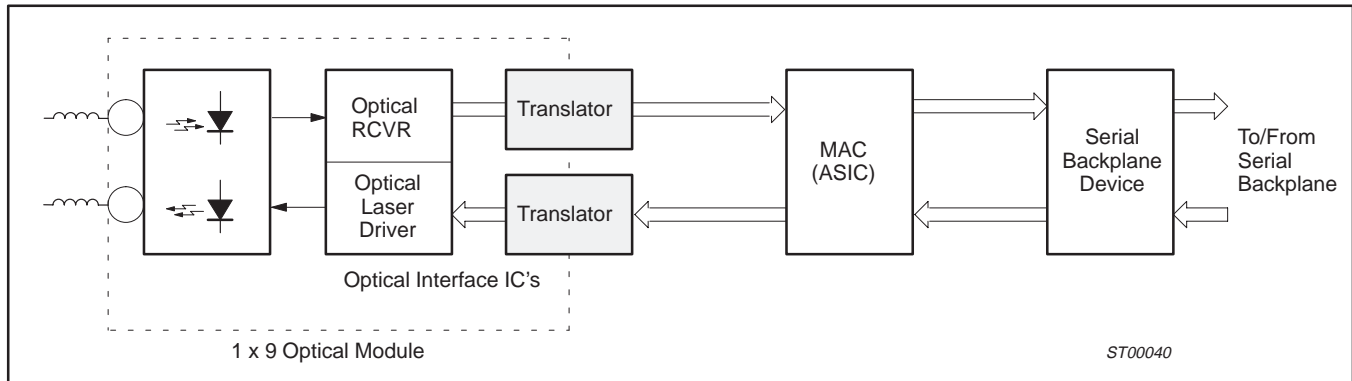 Optical
RCVR
Optical
Laser
Driver
Translator
Translator
MAC
(ASIC)
Serial
Backplane
Device
To/From
Serial
Backplane
Optical Interface IC's
1 x 9 Optical Module
ST00040